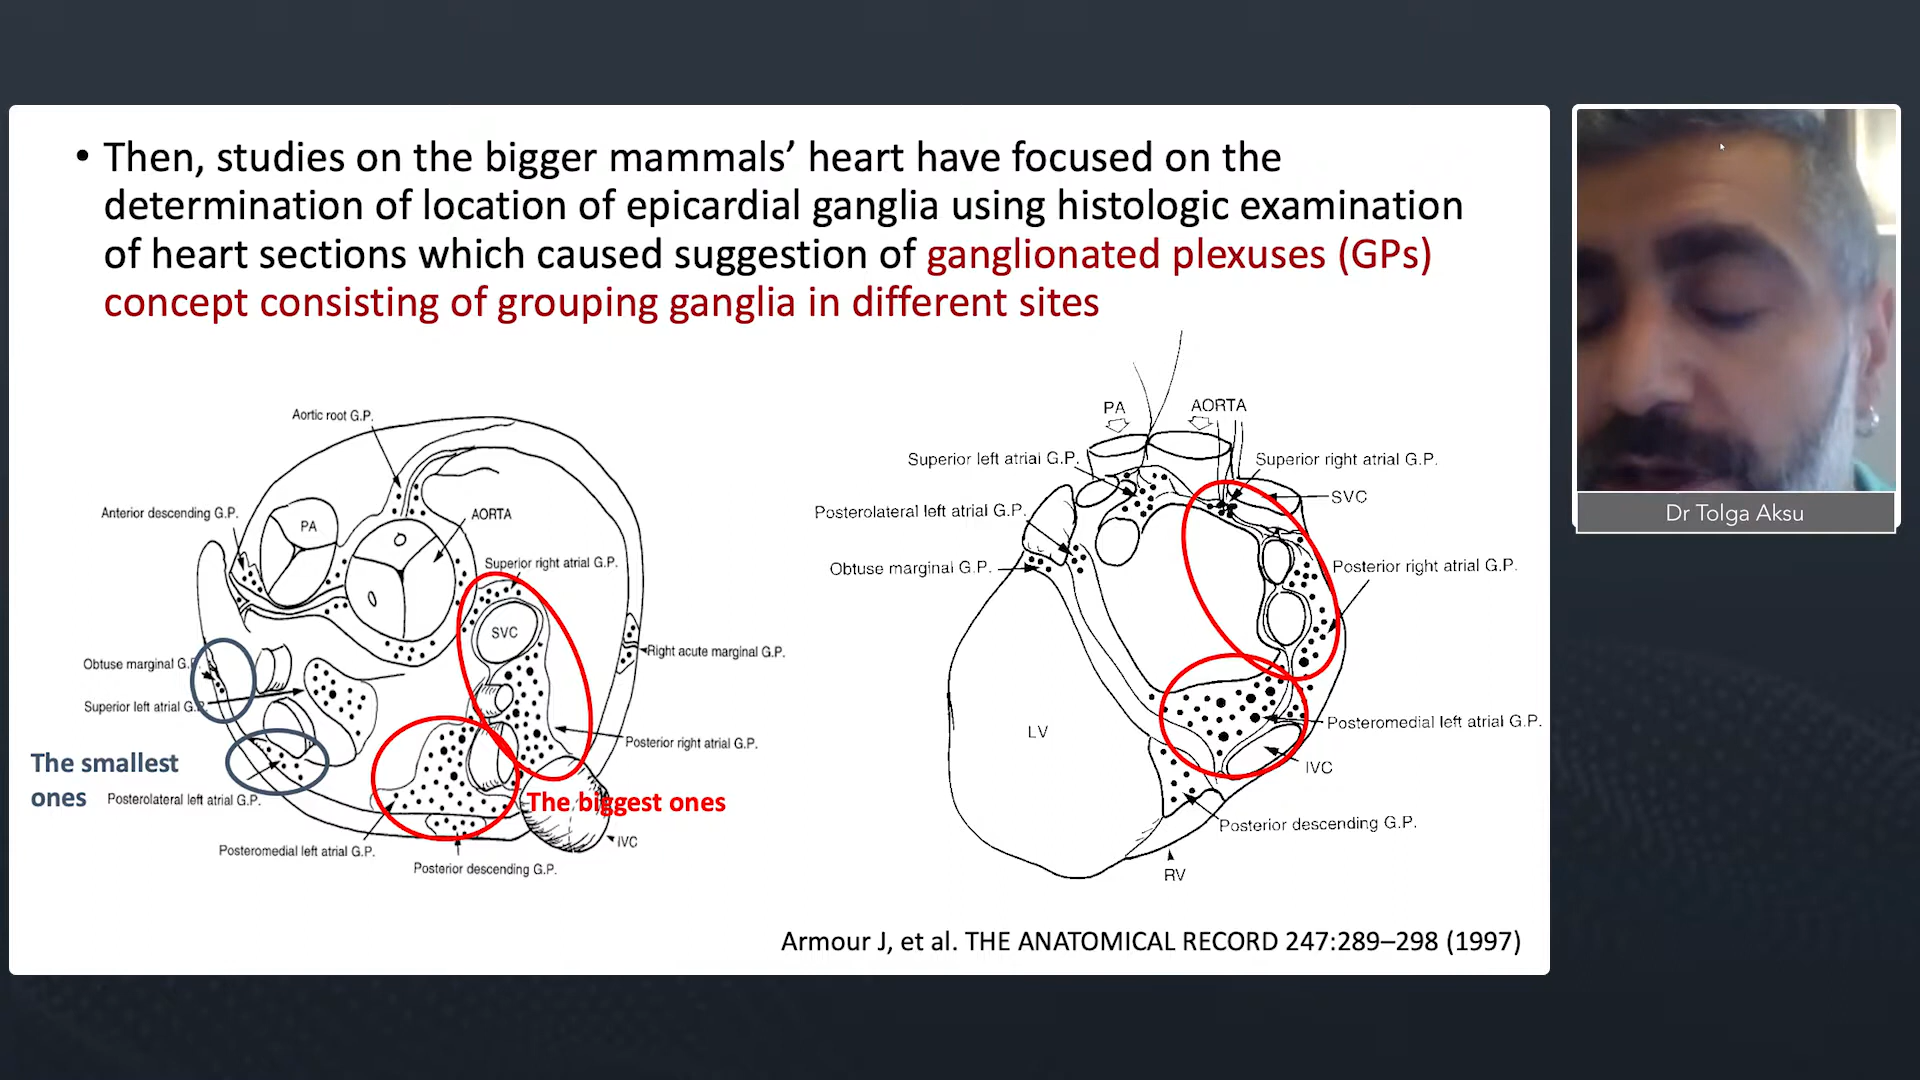 • Then, studies on the bigger mammals’ heart have focused on the
determination of location of epicardial ganglia using histologic examination
of heart sections which caused suggestion of ganglionated plexuses (GPs)
concept consisting of grouping ganglia in different sites
Aortic root G.P.
Anterior descending G.P.
PA
AORTA
Superior right atrial G.P.
SVC
Obtuse marginal G.P.
Right acute marginal G.P.
Superior left atrial G.P.
Posterior right atrial G.P.
The smallest
ones
Posterolateral left atrial G.P.
The biggest ones
IVC
Posteromedial left atrial G.P.
Posterior descending G.P.
PA
AORTA
Superior left atrial G.P.
Superior right atrial G.P.
SVC
Posterolateral left atrial G.P.
Obtuse marginal G.P.
Posterior right atrial G.P.
LV
Posteromedial left atrial G.P.
IVC
Posterior descending G.P.
RV
Armour J, et al. THE ANATOMICAL RECORD 247:289–298 (1997)
Dr Tolga Aksu